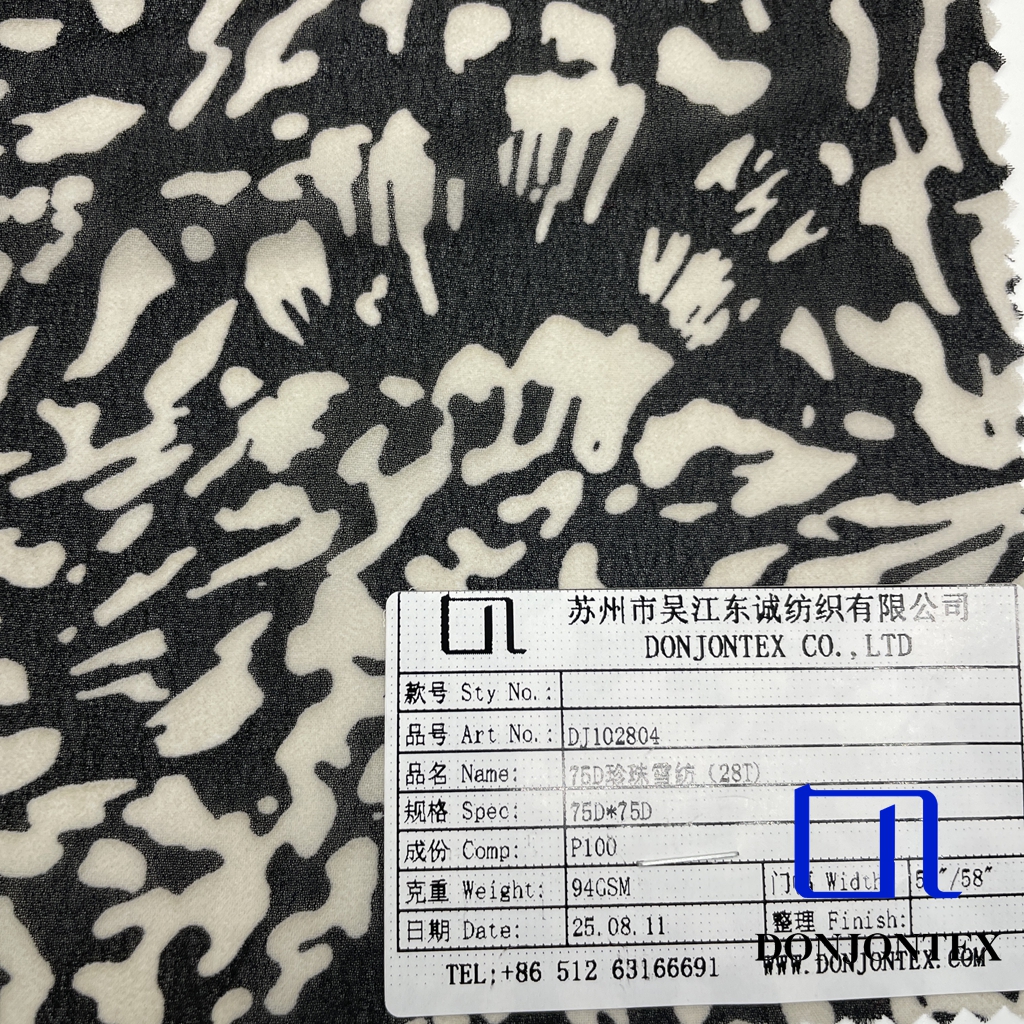 苏州市吴江东诚纺织有限公司
DONJONTEX CO.,LTD
款号 Sty No.:
品号 Art No.: DJ102804
品名 Name: 75D珍珠雪纺 (28T)
规格 Spec: 75D*75D
成份 Comp: P100
克重 Weight: 94GSM Width /58"
日期 Date: 25.08.11 整理 Finish:
TEL:+86 512 63166691 WWW.DONJONTEX.COM
DONJONTEX